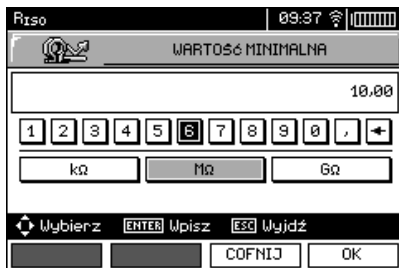 RISO 09:37
WARTOŚĆ MINIMALNA
10,00
1 2 3 4 5 6 7 8 9 0 , ←
kΩ MΩ GΩ
Wybierz ENTER Wpisz ESC Wyjdź
COFNIJ OK